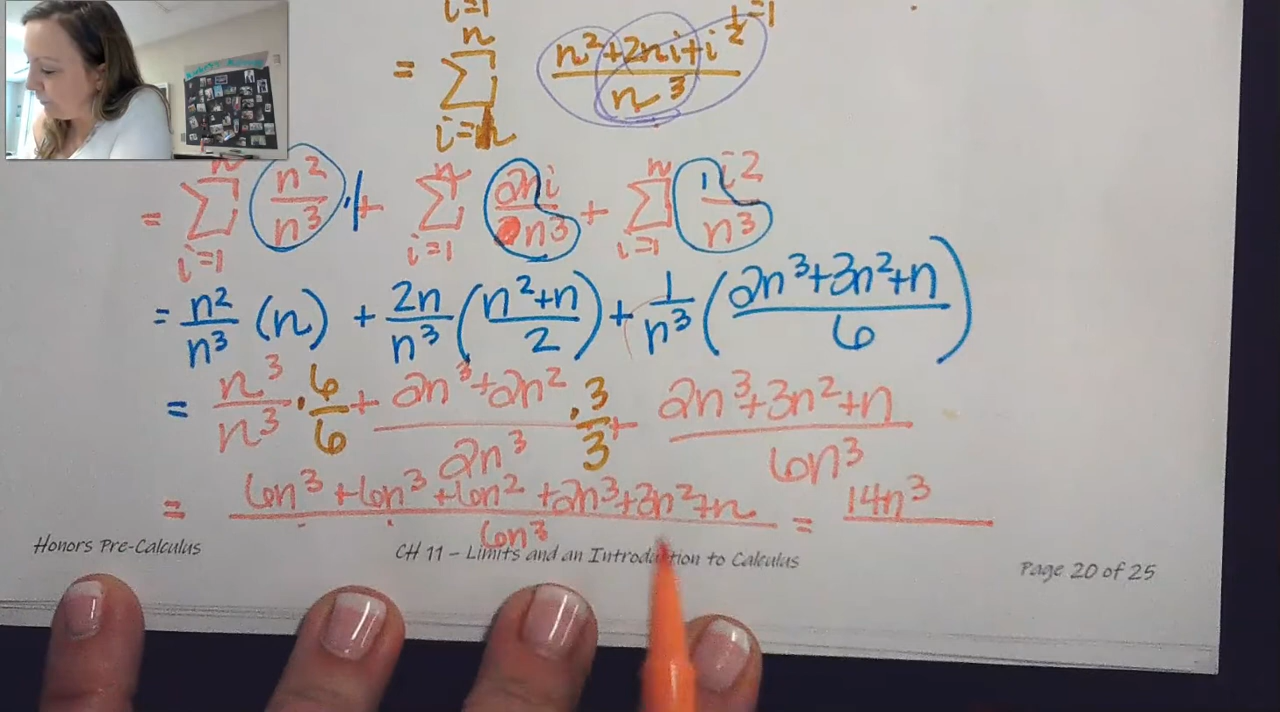 i=1 i=1
= n∑i=n (n²+2ni+i²)/n³
= n∑i=1 n²/n³ ·1 + n∑i=1 2ni/n3 + n∑i=1 1 i2/n3
= n²/n³ (n) + 2n/n³ ((n²+n)/2) + 1/n³ ((2n³+3n²+n)/6)
= n³/n³ · 6/6 + (2n³+2n²)/2n³ · 3/3 + (2n³+3n²+n)/6n³
= (6n³+6n³+6n²+2n³+3n²+n)/6n³ = 14n³
Honors Pre-Calculus CH 11 – Limits and an Introduction to Calculus Page 20 of 25